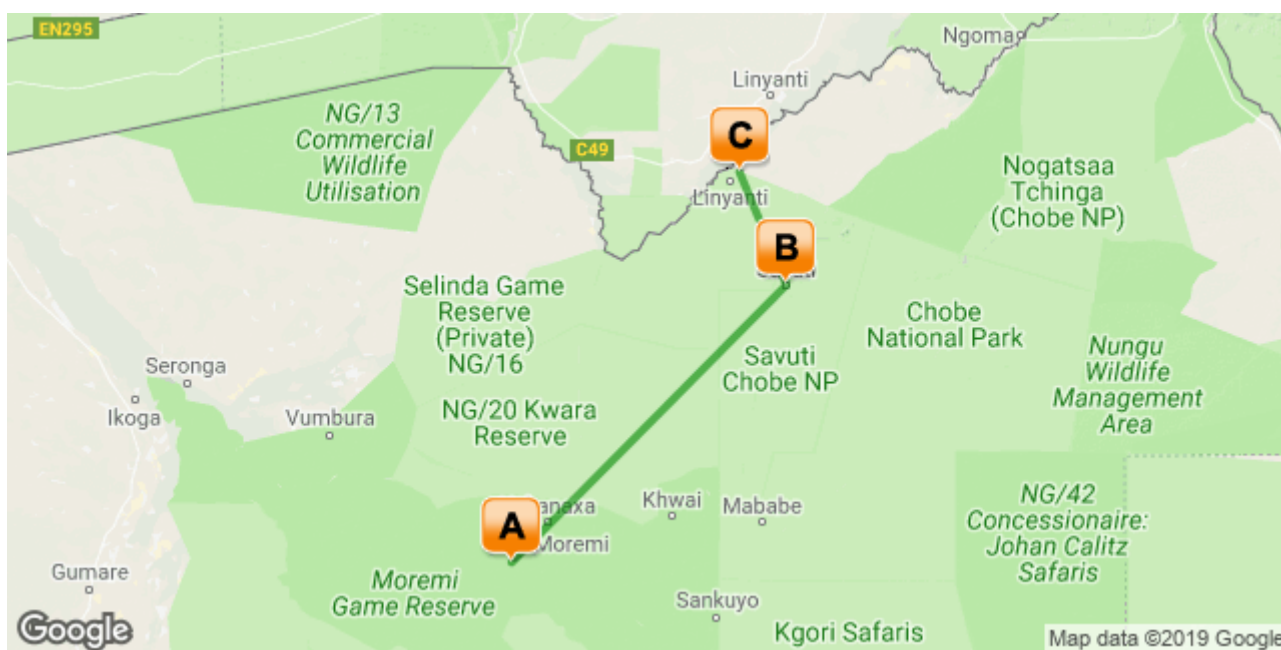 EN295
Ngoma
Linyanti
NG/13
Commercial
Wildlife
Utilisation
C
C49
Linyanti
Nogatsaa
Tchinga
(Chobe NP)
B
Selinda Game
Reserve
(Private)
NG/16
Chobe
National Park
Savuti
Chobe NP
Nungu
Wildlife
Management
Area
Seronga
Ikoga
Vumbura
NG/20 Kwara
Reserve
A
Khwai
Mababe
NG/42
Concessionaire:
Johan Calitz
Safaris
Moremi
Gumare
Moremi
Game Reserve
Sankuyo
Kgori Safaris
Google
Map data ©2019 Google